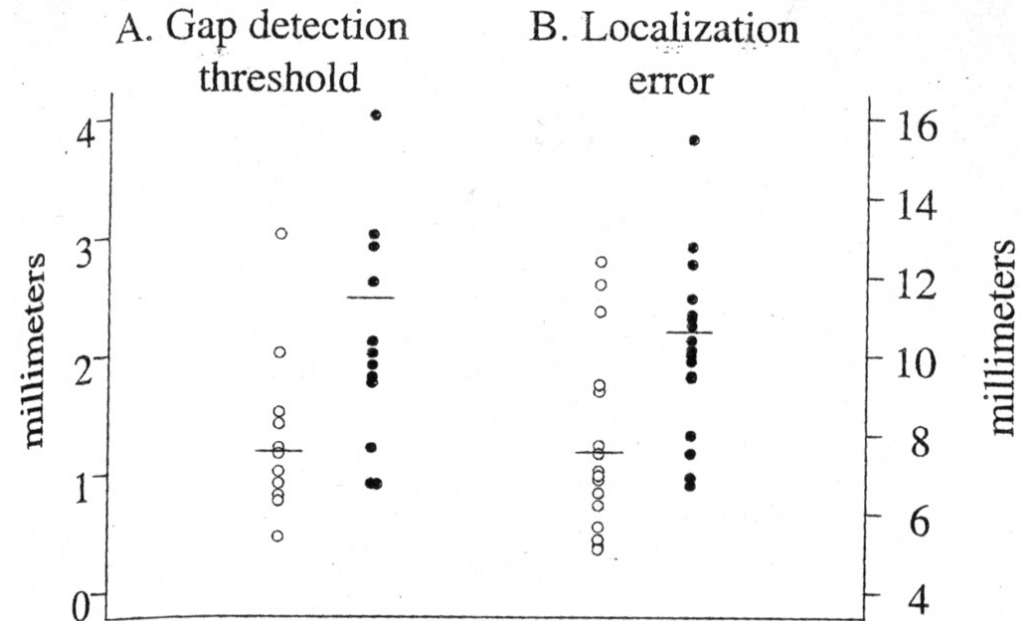 A. Gap detection
threshold
B. Localization
error
millimeters
4
3
2
1
0
16
14
12
10
8
6
4
millimeters